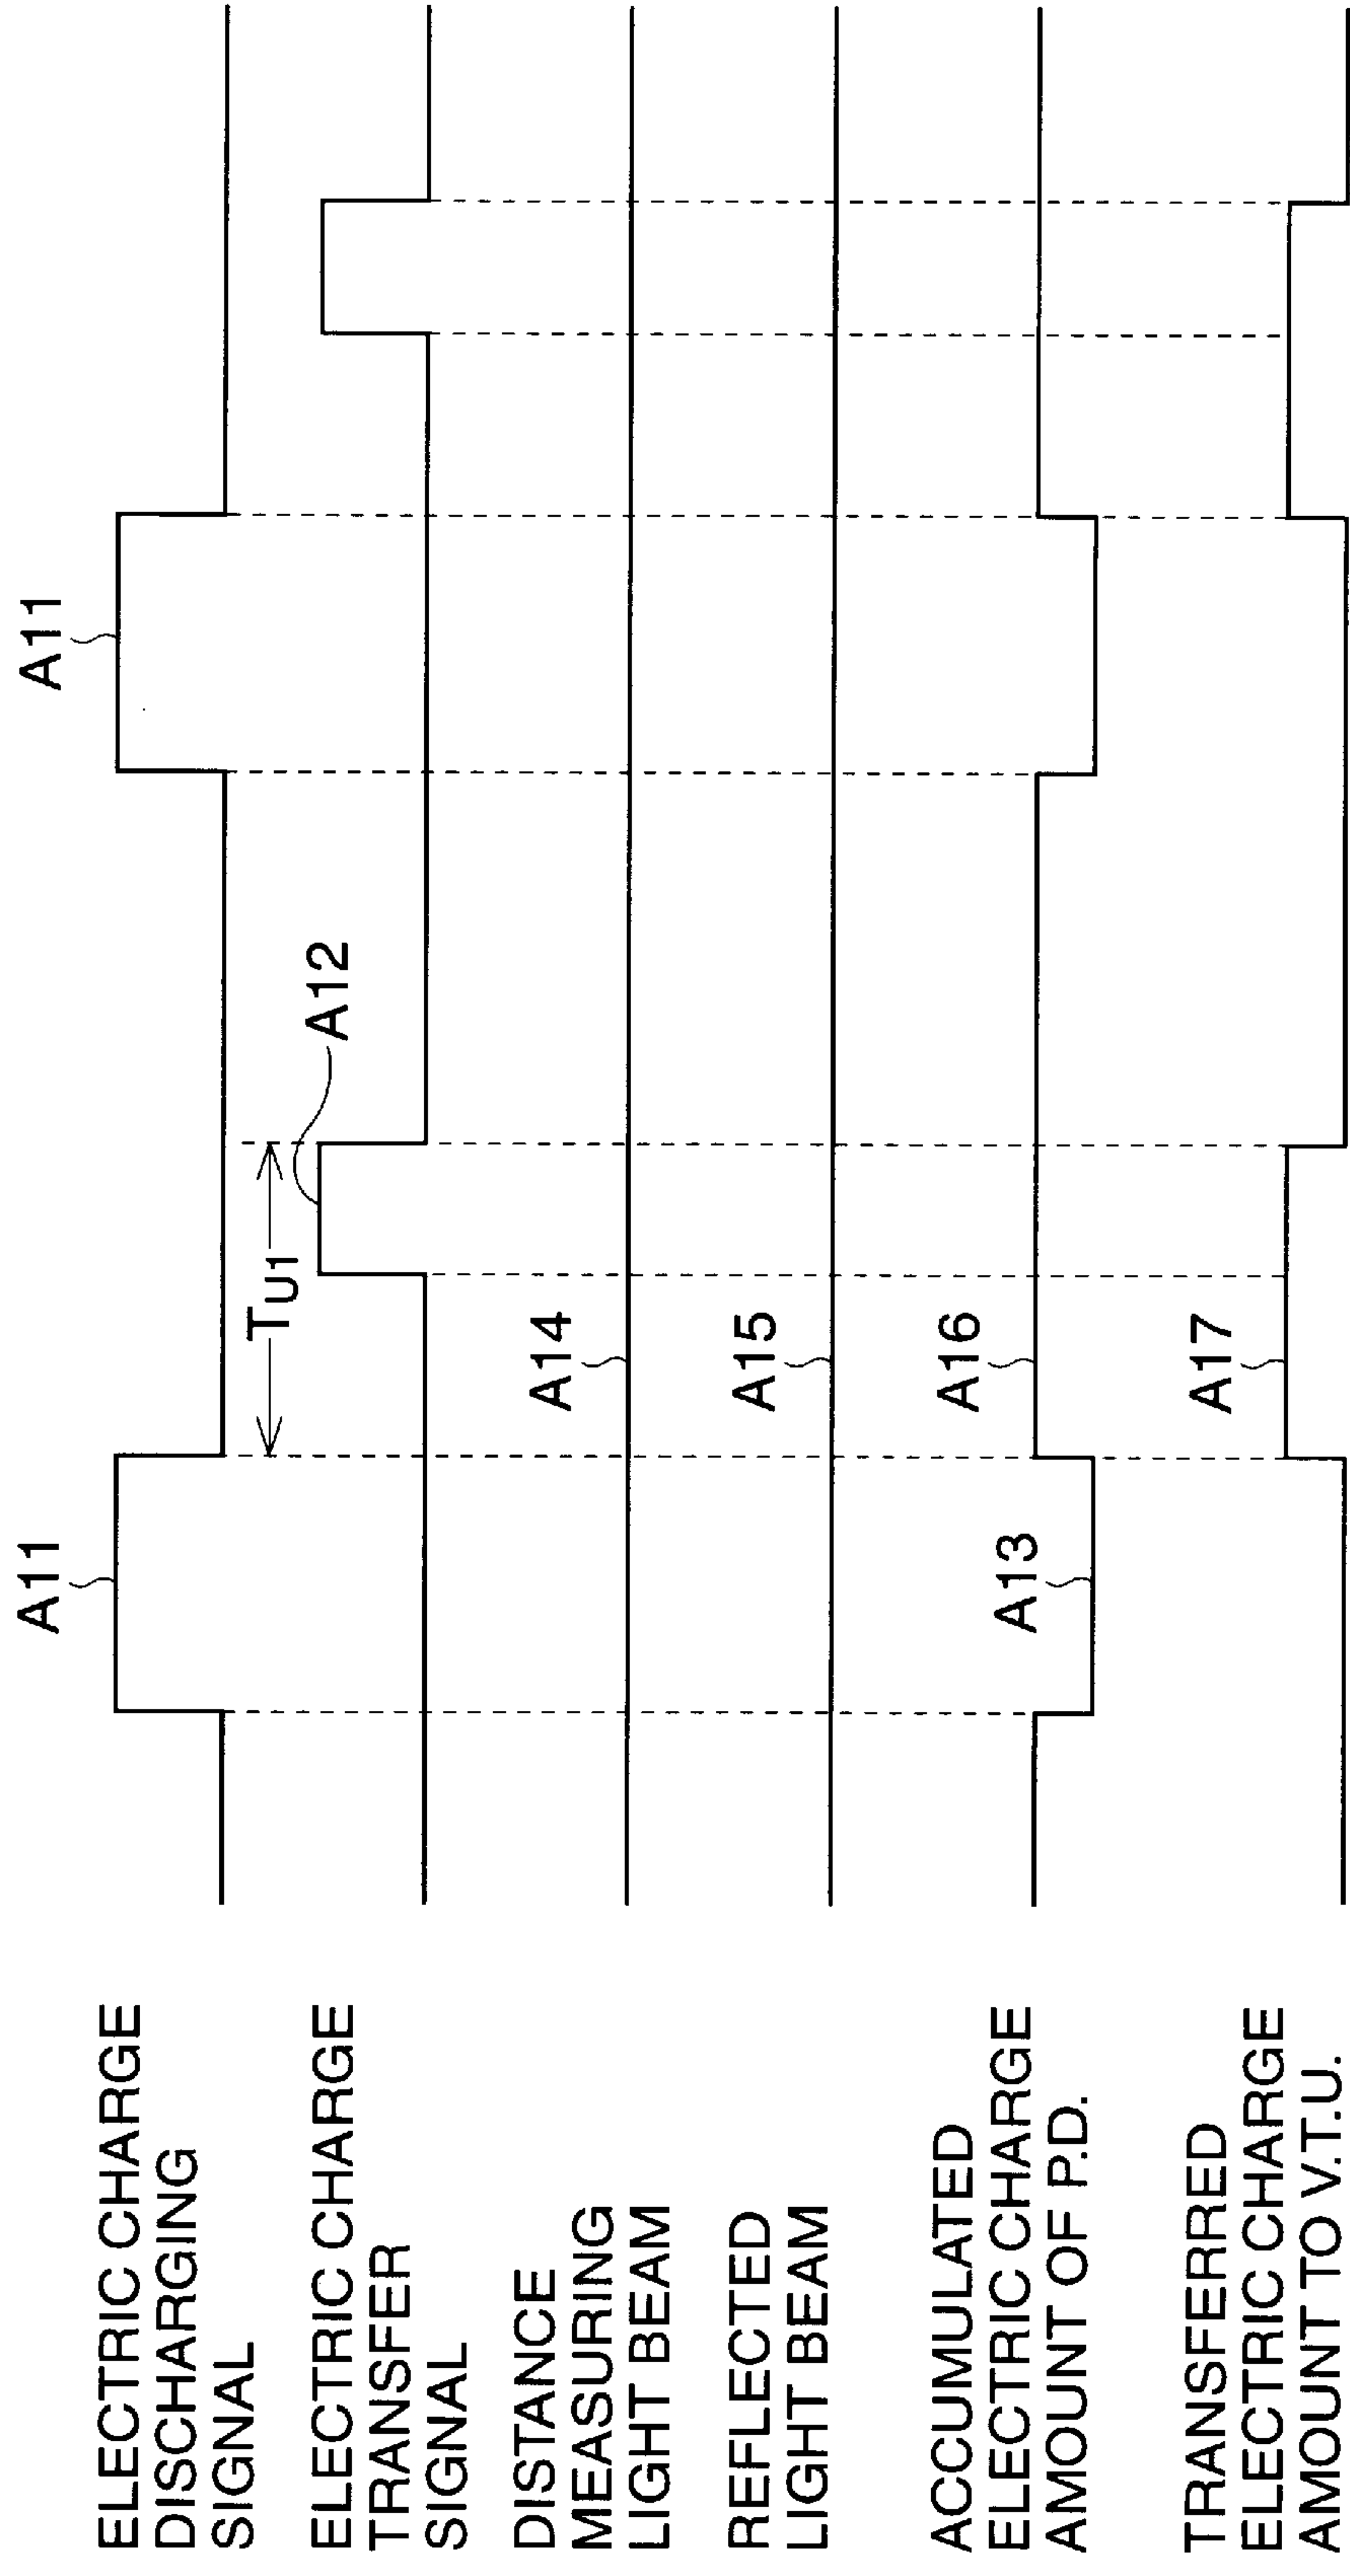 ELECTRIC CHARGE
DISCHARGING
SIGNAL
A11
A11
ELECTRIC CHARGE
TRANSFER
SIGNAL
TU1
A12
DISTANCE
MEASURING
LIGHT BEAM
A14
REFLECTED
LIGHT BEAM
A15
ACCUMULATED
ELECTRIC CHARGE
AMOUNT OF P.D.
A13
A16
TRANSFERRED
ELECTRIC CHARGE
AMOUNT TO V.T.U.
A17